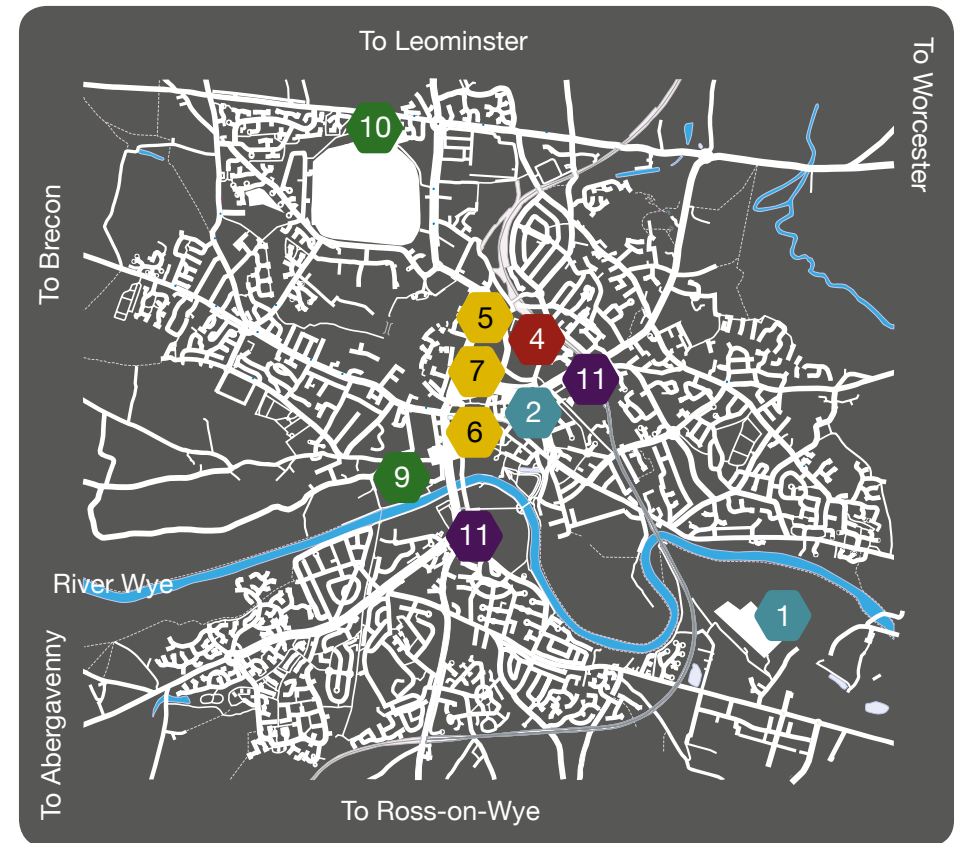 To Leominster
To Worcester
10
To Brecon
5
4
7
11
2
6
9
11
River Wye
1
To Abergavenny
To Ross-on-Wye